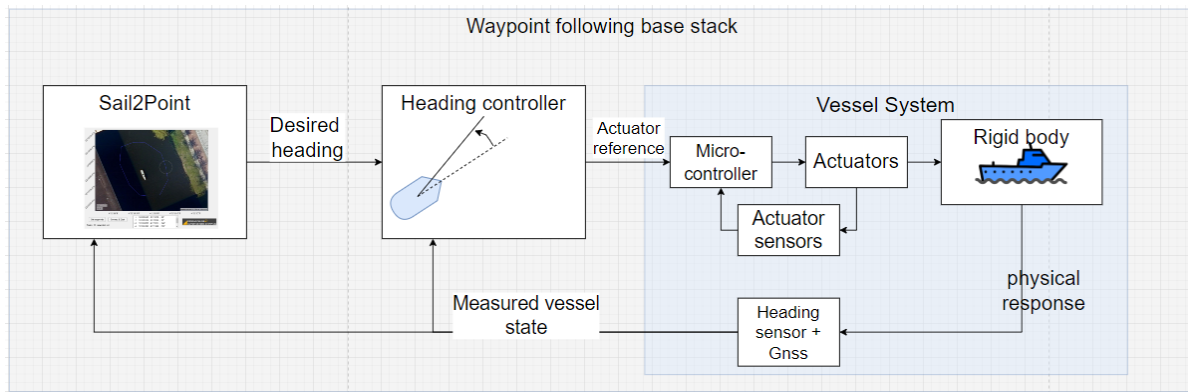 Waypoint following base stack
Sail2Point
Desired
heading
Heading controller
Actuator
reference
Vessel System
Micro-
controller
Actuators
Rigid body
Actuator
sensors
physical
response
Measured vessel
state
Heading
sensor +
Gnss